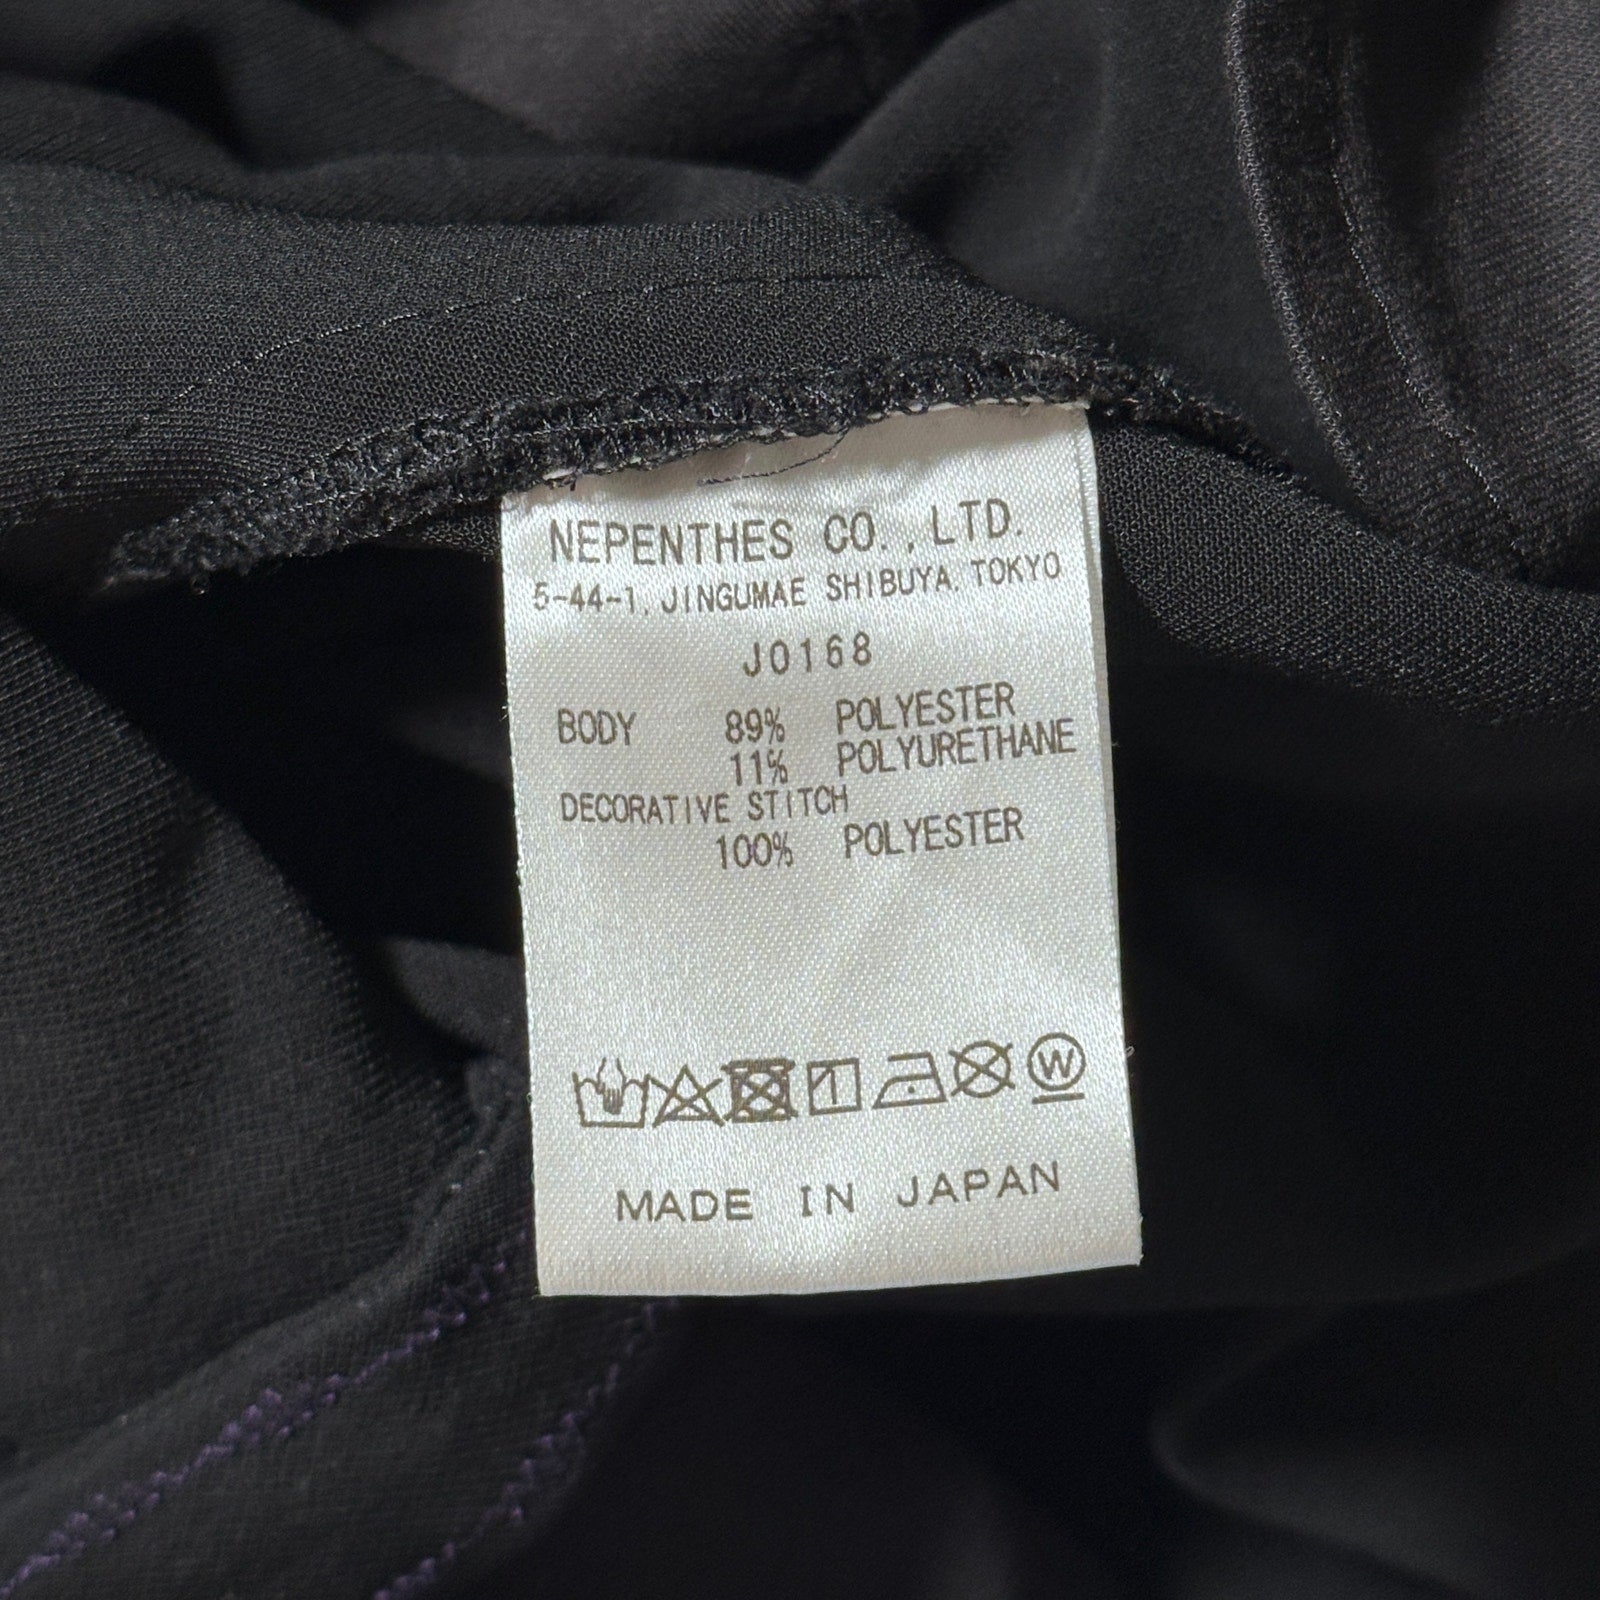 NEPENTHES CO., LTD.
5-44-1, JINGUMAE SHIBUYA, TOKYO
J0168
BODY 89% POLYESTER
11% POLYURETHANE
DECORATIVE STITCH
100% POLYESTER
W
MADE IN JAPAN